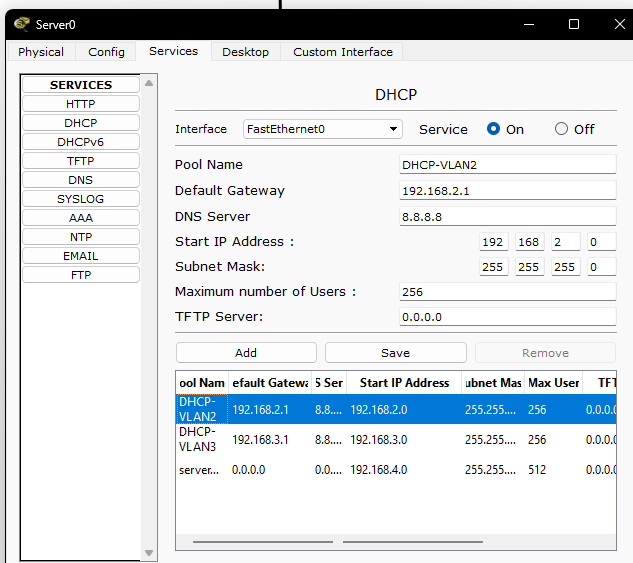 Server0
Physical Config Services Desktop Custom Interface
SERVICES
HTTP
DHCP
DHCPv6
TFTP
DNS
SYSLOG
AAA
NTP
EMAIL
FTP
DHCP
Interface FastEthernet0 Service On Off
Pool Name DHCP-VLAN2
Default Gateway 192.168.2.1
DNS Server 8.8.8.8
Start IP Address : 192 168 2 0
Subnet Mask: 255 255 255 0
Maximum number of Users : 256
TFTP Server: 0.0.0.0
Add Save Remove
ool Nam efault Gatewa S Ser Start IP Address ubnet Mas Max User TFT
DHCP-
VLAN2 192.168.2.1 8.8.... 192.168.2.0 255.255.... 256 0.0.0.0
DHCP-
VLAN3 192.168.3.1 8.8.... 192.168.3.0 255.255.... 256 0.0.0.0
server... 0.0.0.0 0.0.... 192.168.4.0 255.255.... 512 0.0.0.0